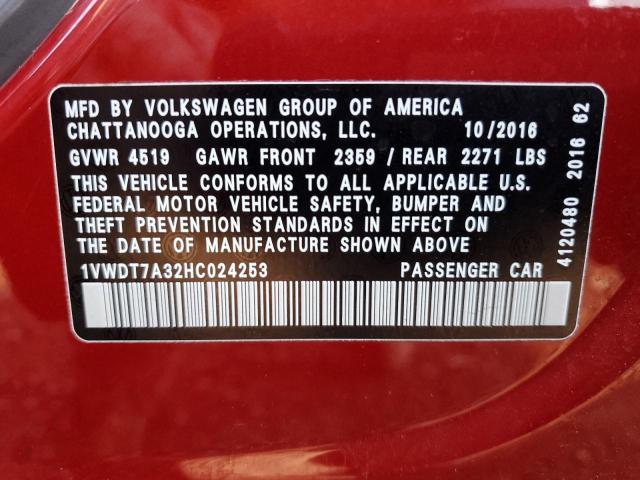 MFD BY VOLKSWAGEN GROUP OF AMERICA
CHATTANOOGA OPERATIONS, LLC. 10/2016
GVWR 4519 GAWR FRONT 2359 / REAR 2271 LBS
THIS VEHICLE CONFORMS TO ALL APPLICABLE U.S.
FEDERAL MOTOR VEHICLE SAFETY, BUMPER AND
THEFT PREVENTION STANDARDS IN EFFECT ON
THE DATE OF MANUFACTURE SHOWN ABOVE
1VWDT7A32HC024253 PASSENGER CAR
4120480 2016 62